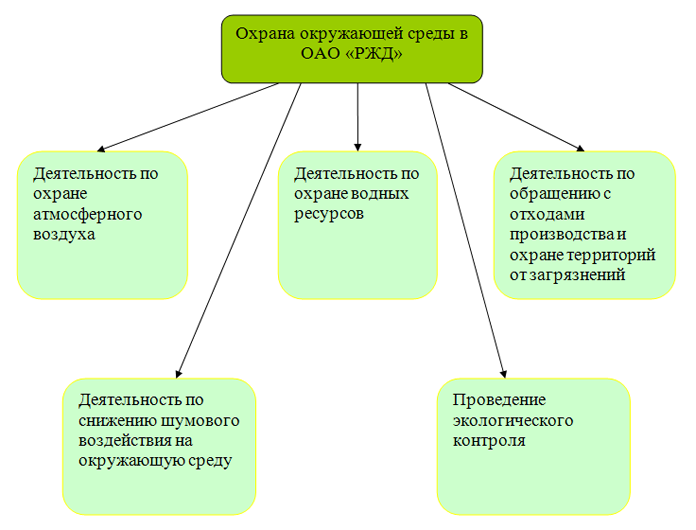 Охрана окружающей среды в
ОАО «РЖД»
Деятельность по
охране
атмосферного
воздуха
Деятельность по
охране водных
ресурсов
Деятельность по
обращению с
отходами
производства и
охране территорий
от загрязнений
Деятельность по
снижению шумового
воздействия на
окружающую среду
Проведение
экологического
контроля